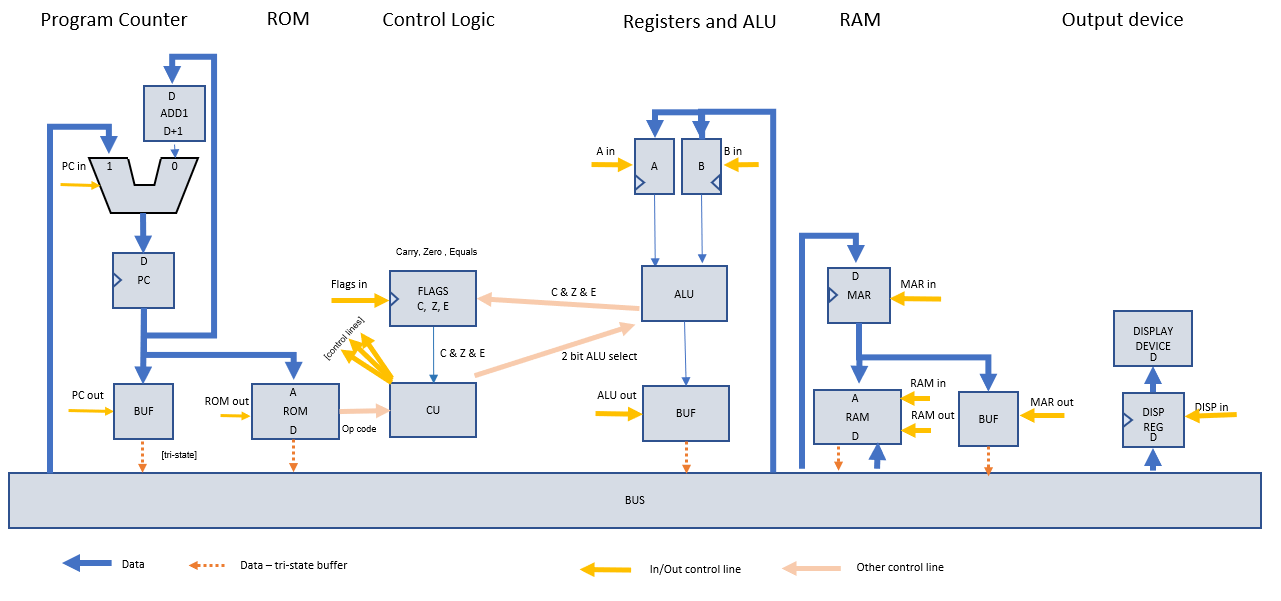 Program Counter
ROM
Control Logic
Registers and ALU
RAM
Output device
D
ADD1
D+1
PC in
1
0
D
PC
PC out
BUF
[tri-state]
ROM out
A
ROM
D
Op code
Carry, Zero , Equals
Flags in
FLAGS
C, Z, E
C & Z & E
[control lines]
C & Z & E
CU
2 bit ALU select
A in
A
B
B in
ALU
ALU out
BUF
D
MAR
MAR in
A
RAM
D
RAM in
RAM out
BUF
MAR out
DISPLAY
DEVICE
D
DISP
REG
D
DISP in
BUS
Data
Data – tri-state buffer
In/Out control line
Other control line